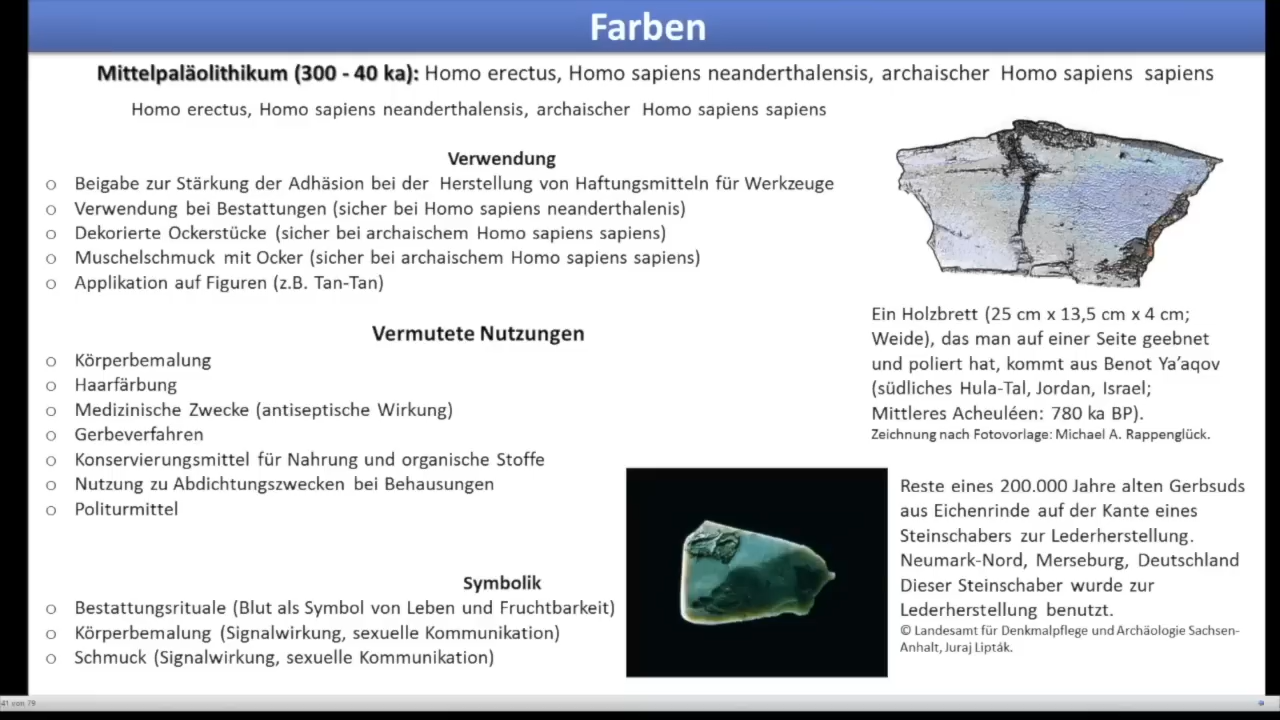 Farben
Mittelpaläolithikum (300 - 40 ka): Homo erectus, Homo sapiens neanderthalensis, archaischer Homo sapiens sapiens
Homo erectus, Homo sapiens neanderthalensis, archaischer Homo sapiens sapiens
Verwendung
o Beigabe zur Stärkung der Adhäsion bei der Herstellung von Haftungsmitteln für Werkzeuge
o Verwendung bei Bestattungen (sicher bei Homo sapiens neanderthalenis)
o Dekorierte Ockerstücke (sicher bei archaischem Homo sapiens sapiens)
o Muschelschmuck mit Ocker (sicher bei archaischem Homo sapiens sapiens)
o Applikation auf Figuren (z.B. Tan-Tan)
Vermutete Nutzungen
o Körperbemalung
o Haarfärbung
o Medizinische Zwecke (antiseptische Wirkung)
o Gerbeverfahren
o Konservierungsmittel für Nahrung und organische Stoffe
o Nutzung zu Abdichtungszwecken bei Behausungen
o Politurmittel
Symbolik
o Bestattungsrituale (Blut als Symbol von Leben und Fruchtbarkeit)
o Körperbemalung (Signalwirkung, sexuelle Kommunikation)
o Schmuck (Signalwirkung, sexuelle Kommunikation)
Ein Holzbrett (25 cm x 13,5 cm x 4 cm;
Weide), das man auf einer Seite geebnet
und poliert hat, kommt aus Benot Ya’aqov
(südliches Hula-Tal, Jordan, Israel;
Mittleres Acheuléen: 780 ka BP).
Zeichnung nach Fotovorlage: Michael A. Rappenglück.
Reste eines 200.000 Jahre alten Gerbsuds
aus Eichenrinde auf der Kante eines
Steinschabers zur Lederherstellung.
Neumark-Nord, Merseburg, Deutschland
Dieser Steinschaber wurde zur
Lederherstellung benutzt.
© Landesamt für Denkmalpflege und Archäologie Sachsen-
Anhalt, Juraj Lipták.
41 von 79